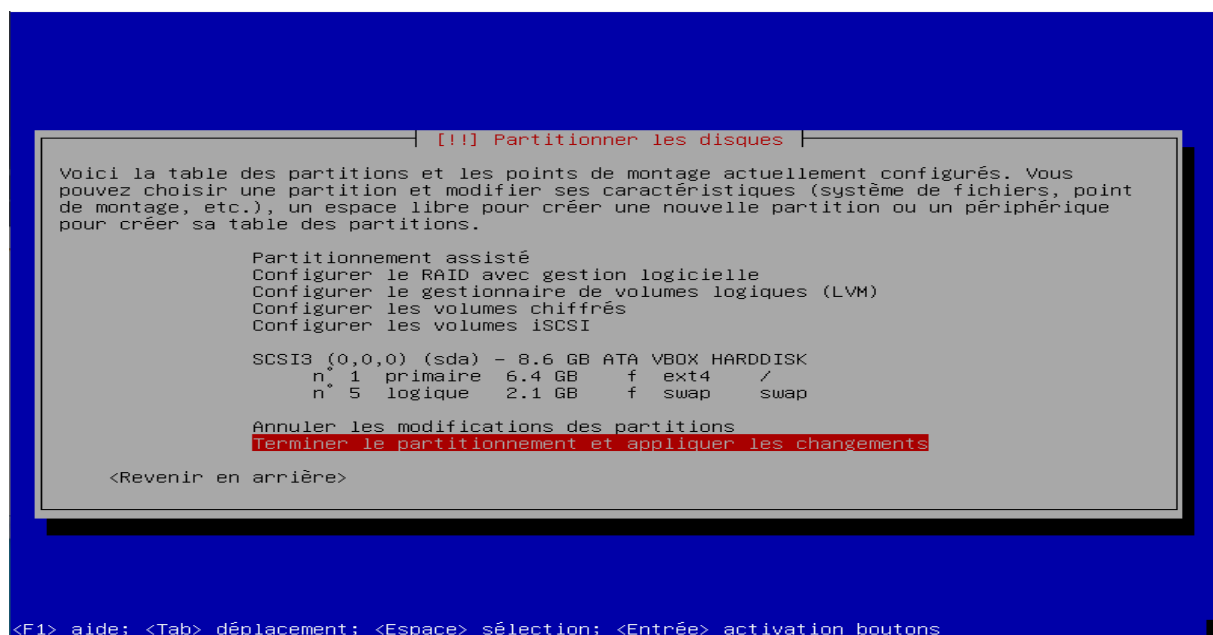 [!!] Partitionner les disques
Voici la table des partitions et les points de montage actuellement configurés. Vous
pouvez choisir une partition et modifier ses caractéristiques (système de fichiers, point
de montage, etc.), un espace libre pour créer une nouvelle partition ou un périphérique
pour créer sa table des partitions.
Partitionnement assisté
Configurer le RAID avec gestion logicielle
Configurer le gestionnaire de volumes logiques (LVM)
Configurer les volumes chiffrés
Configurer les volumes iSCSI
SCSI3 (0,0,0) (sda) - 8.6 GB ATA VBOX HARDDISK
n° 1 primaire 6.4 GB f ext4 /
n° 5 logique 2.1 GB f swap swap
Annuler les modifications des partitions
Terminer le partitionnement et appliquer les changements
<Revenir en arrière>
<F1> aide; <Tab> déplacement; <Espace> sélection; <Entrée> activation boutons